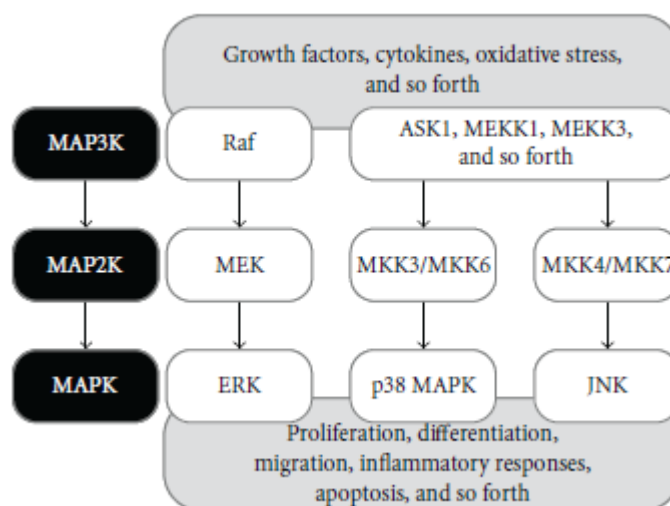 Growth factors, cytokines, oxidative stress,
and so forth
MAP3K
Raf
ASK1, MEKK1, MEKK3,
and so forth
MAP2K
MEK
MKK3/MKK6
MKK4/MKK7
MAPK
ERK
p38 MAPK
JNK
Proliferation, differentiation,
migration, inflammatory responses,
apoptosis, and so forth